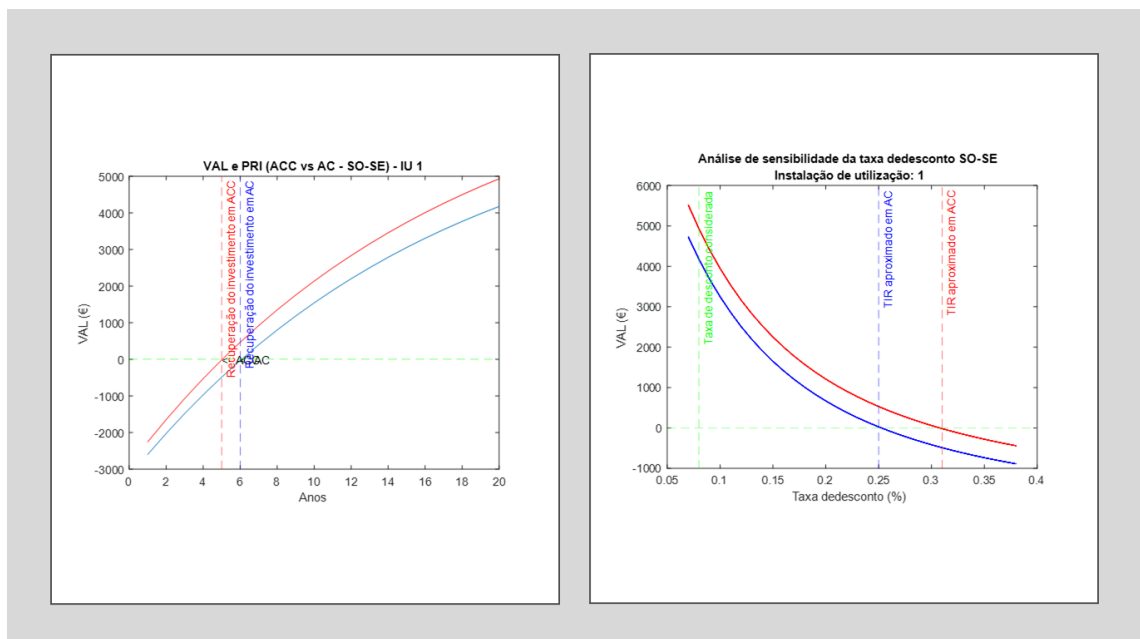 VAL e PRI (ACC vs AC - SO-SE) - IU 1
5000
4000
3000
2000
1000
0
-1000
-2000
-3000
VAL (€)
0 2 4 6 8 10 12 14 16 18 20
Anos
Recuperação do investimento em ACC
Recuperação do investimento em AC
Análise de sensibilidade da taxa dedesconto SO-SE
Instalação de utilização: 1
6000
5000
4000
3000
2000
1000
0
-1000
VAL (€)
0.05 0.1 0.15 0.2 0.25 0.3 0.35 0.4
Taxa dedesconto (%)
Taxa de desconto considerada
TIR aproximado em AC
TIR aproximado em ACC